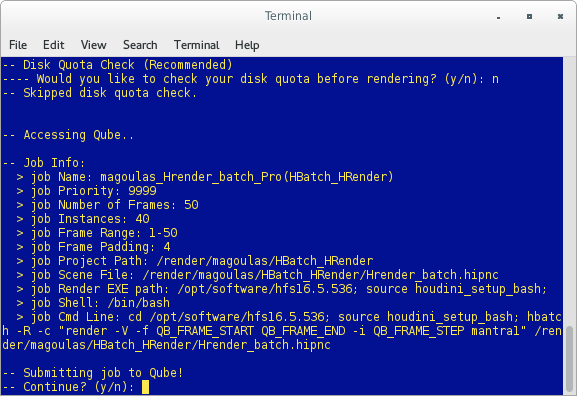 Terminal
File Edit View Search Terminal Help
-- Disk Quota Check (Recommended)
---- Would you like to check your disk quota before rendering? (y/n): n
-- Skipped disk quota check.
-- Accessing Qube..
-- Job Info:
> job Name: magoulas_Hrender_batch_Pro(HBatch_HRender)
> job Priority: 9999
> job Number of Frames: 50
> job Instances: 40
> job Frame Range: 1-50
> job Frame Padding: 4
> job Project Path: /render/magoulas/HBatch_HRender
> job Scene File: /render/magoulas/HBatch_HRender/Hrender_batch.hipnc
> job Render EXE path: /opt/software/hfs16.5.536; source houdini_setup_bash;
> job Shell: /bin/bash
> job Cmd Line: cd /opt/software/hfs16.5.536; source houdini_setup_bash; hbatc
h -R -c "render -V -f QB_FRAME_START QB_FRAME_END -i QB_FRAME_STEP mantra1" /ren
der/magoulas/HBatch_HRender/Hrender_batch.hipnc
-- Submitting job to Qube!
-- Continue? (y/n):